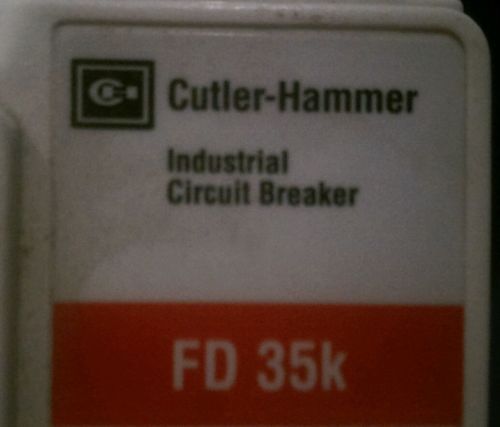 Cutler-Hammer
Industrial
Circuit Breaker
FD 35k